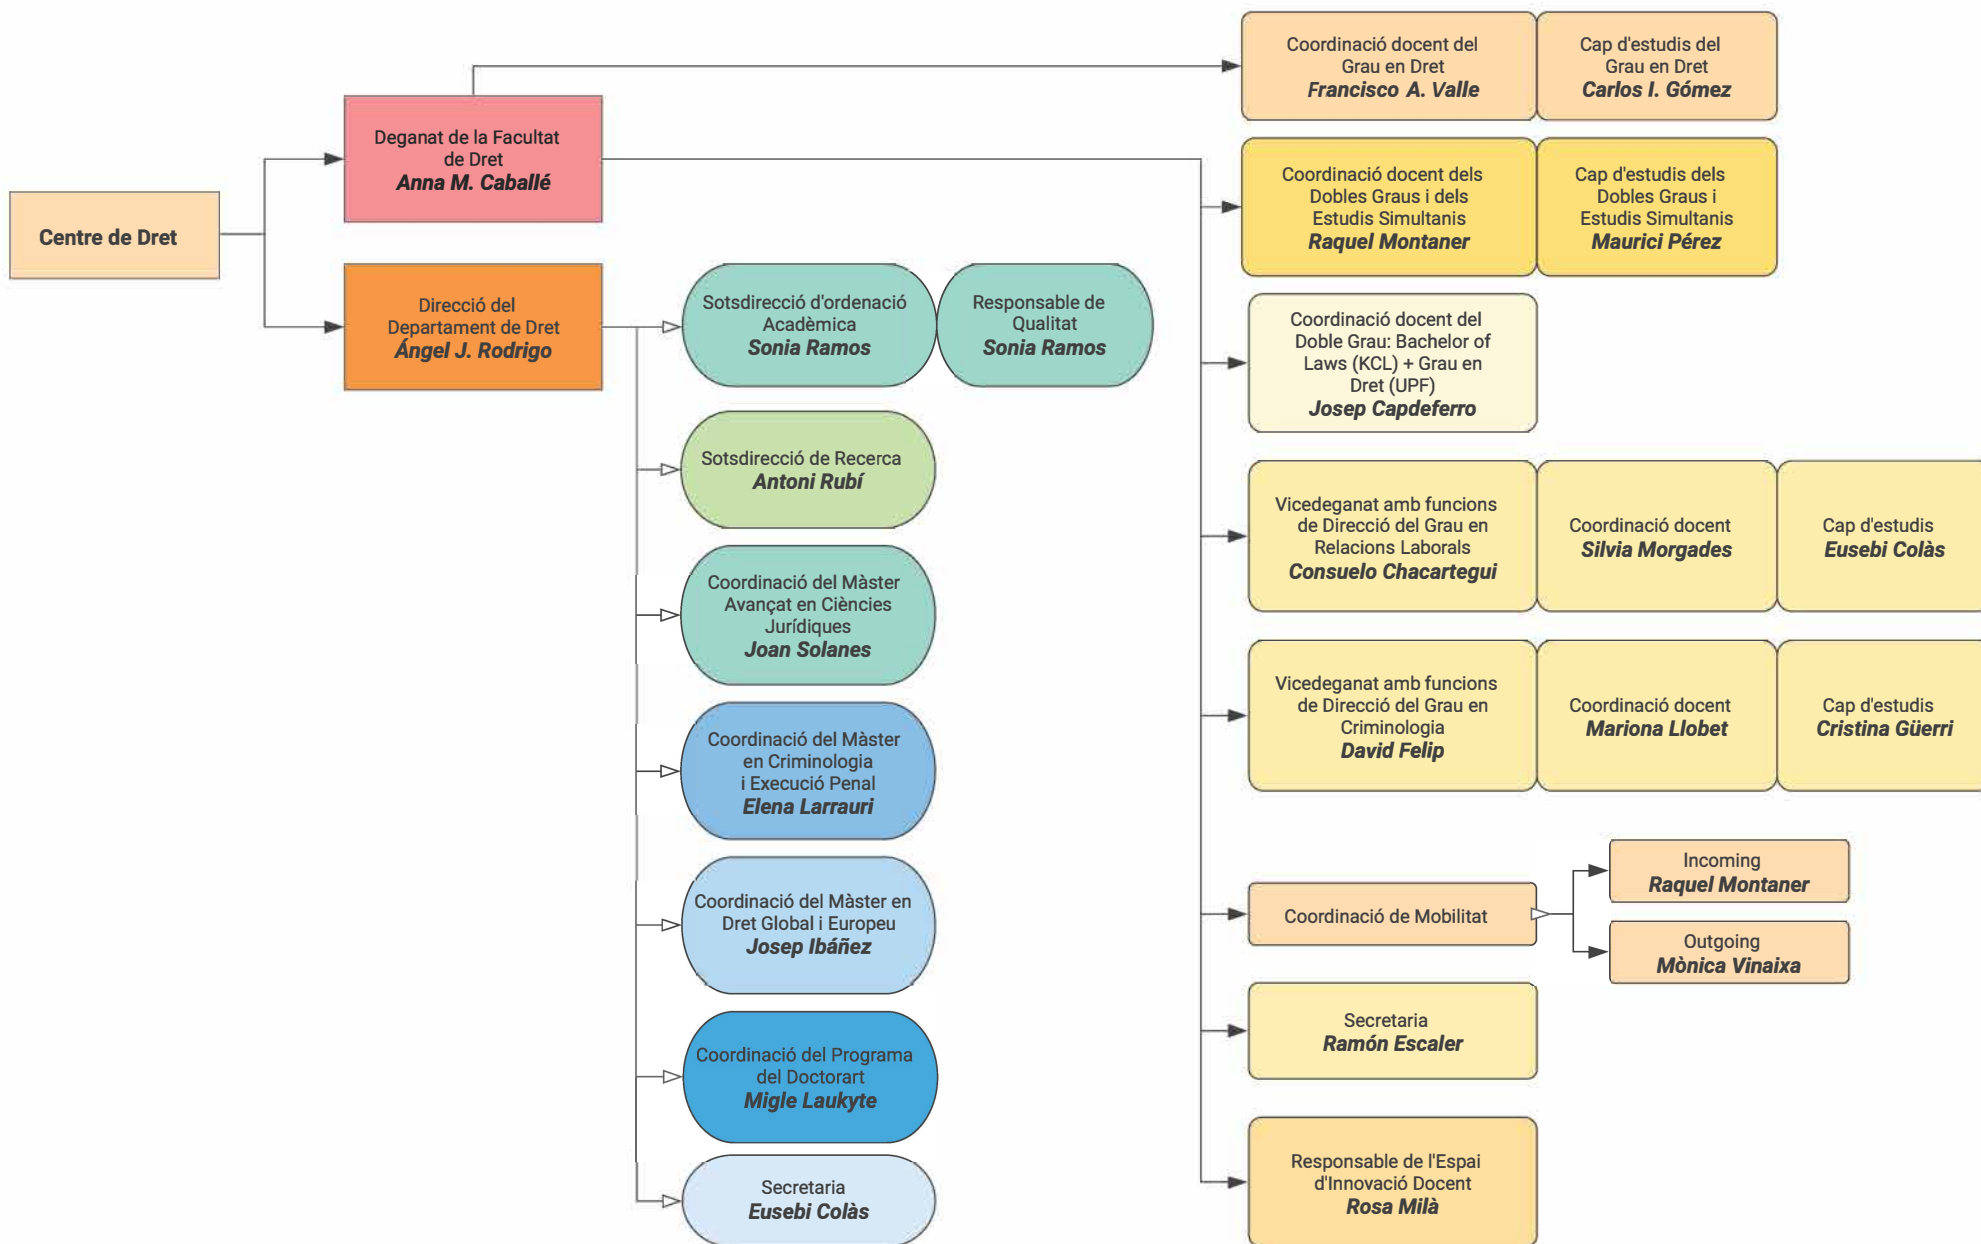 Centre de Dret
Deganat de la Facultat
de Dret
Anna M. Caballé
Direcció del
Departament de Dret
Ángel J. Rodrigo
Sotsdirecció d'ordenació
Acadèmica
Sonia Ramos
Responsable de
Qualitat
Sonia Ramos
Sotsdirecció de Recerca
Antoni Rubí
Coordinació del Màster
Avançat en Ciències
Jurídiques
Joan Solanes
Coordinació del Màster
en Criminologia
i Execució Penal
Elena Larrauri
Coordinació del Màster en
Dret Global i Europeu
Josep Ibáñez
Coordinació del Programa
del Doctorart
Migle Laukyte
Secretaria
Eusebi Colàs
Coordinació docent del
Grau en Dret
Francisco A. Valle
Cap d'estudis del
Grau en Dret
Carlos I. Gómez
Coordinació docent dels
Dobles Graus i dels
Estudis Simultanis
Raquel Montaner
Cap d'estudis dels
Dobles Graus i
Estudis Simultanis
Maurici Pérez
Coordinació docent del
Doble Grau: Bachelor of
Laws (KCL) + Grau en
Dret (UPF)
Josep Capdeferro
Vicedeganat amb funcions
de Direcció del Grau en
Relacions Laborals
Consuelo Chacartegui
Coordinació docent
Silvia Morgades
Cap d'estudis
Eusebi Colàs
Vicedeganat amb funcions
de Direcció del Grau en
Criminologia
David Felip
Coordinació docent
Mariona Llobet
Cap d'estudis
Cristina Güerri
Coordinació de Mobilitat
Incoming
Raquel Montaner
Outgoing
Mònica Vinaixa
Secretaria
Ramón Escaler
Responsable de l'Espai
d'Innovació Docent
Rosa Milà